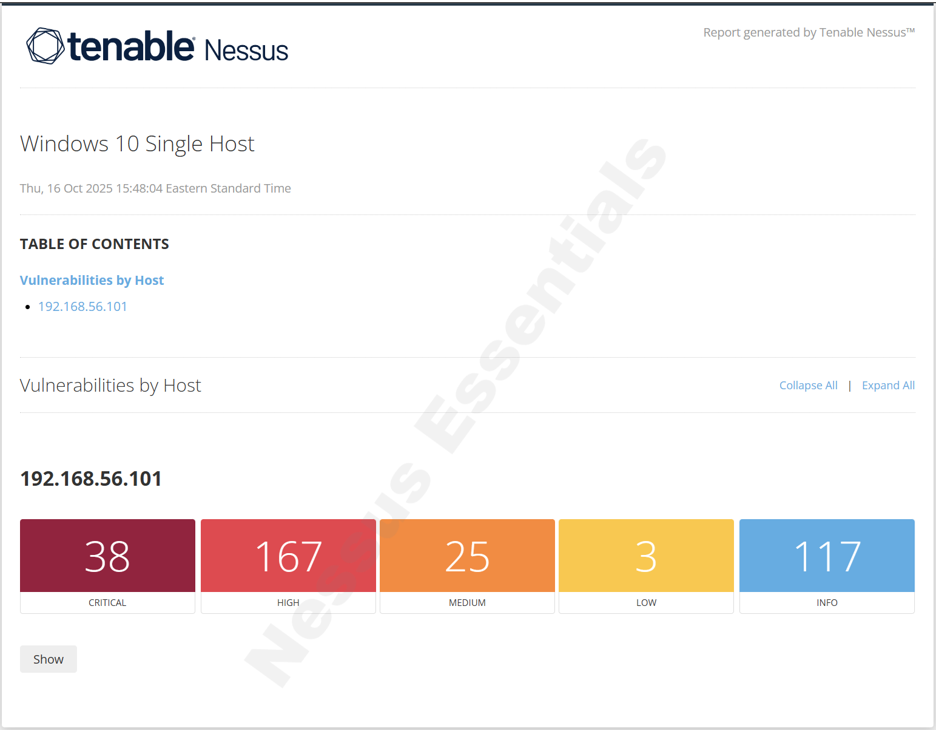 tenable Nessus
Report generated by Tenable Nessus™
Windows 10 Single Host
Thu, 16 Oct 2025 15:48:04 Eastern Standard Time
TABLE OF CONTENTS
Vulnerabilities by Host
• 192.168.56.101
Vulnerabilities by Host
Collapse All | Expand All
192.168.56.101
38 167 25 3 117
CRITICAL HIGH MEDIUM LOW INFO
Show
Nessus Essentials